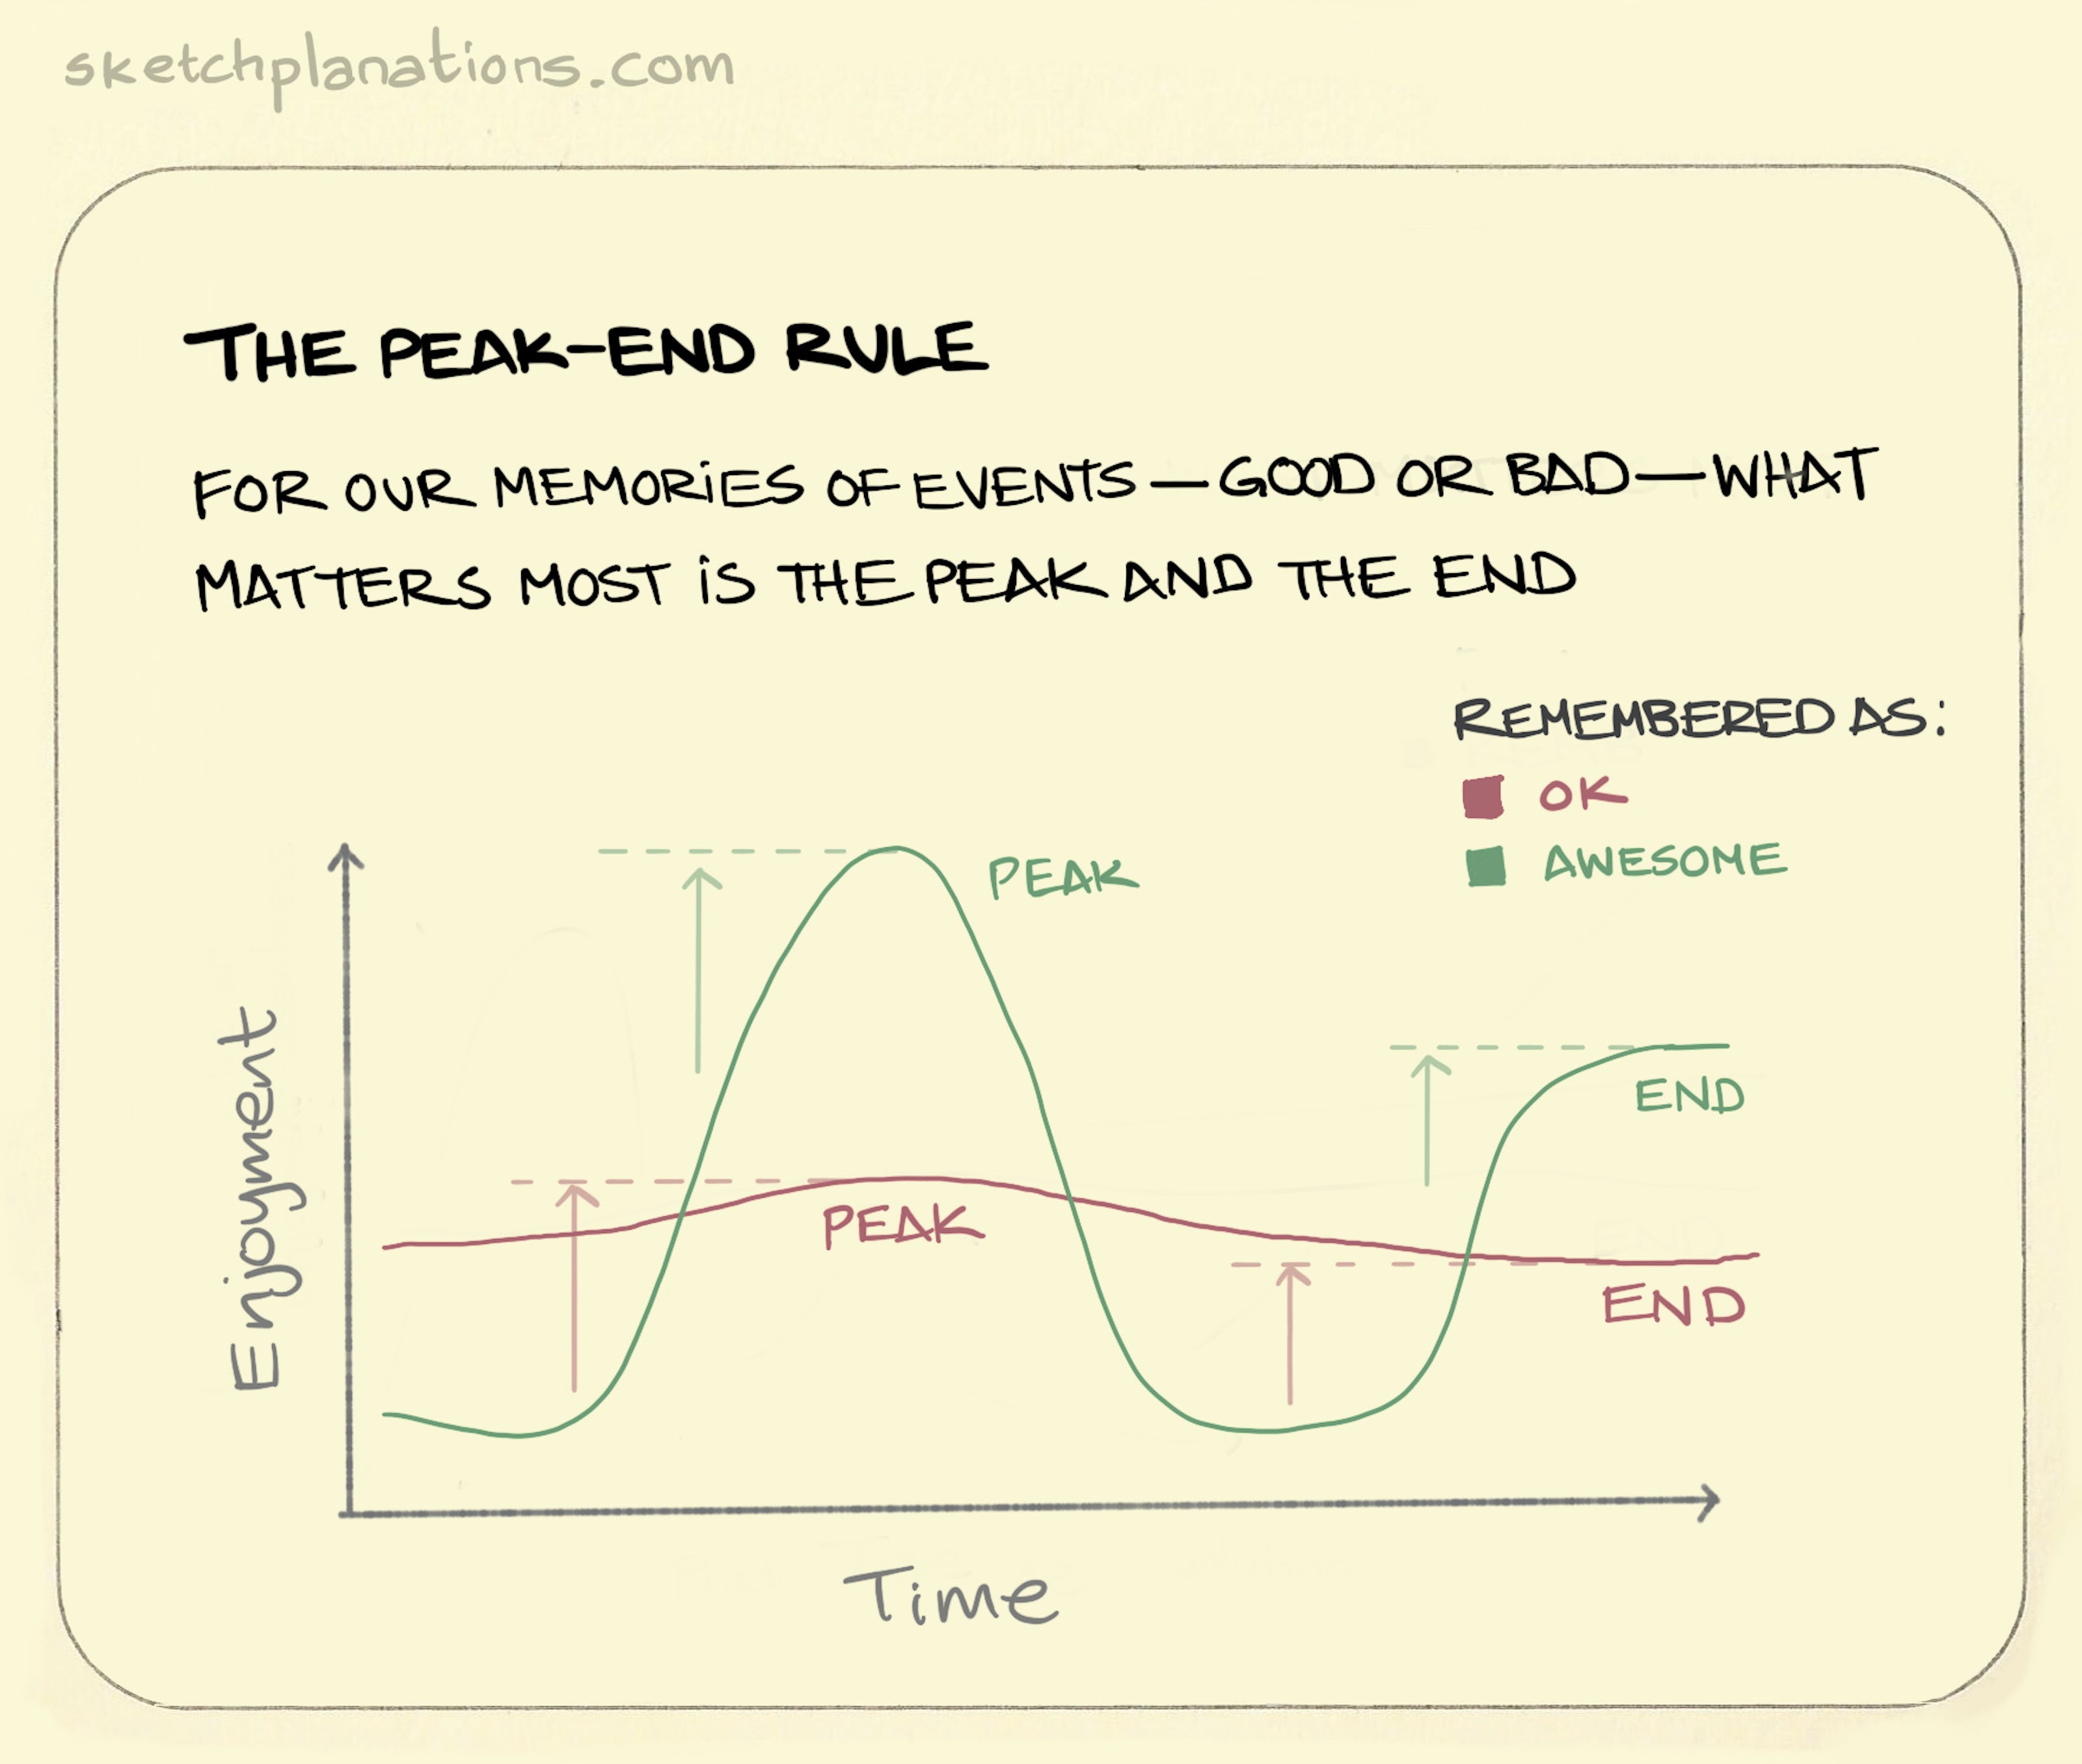 sketchplanations.com
THE PEAK-END RULE
FOR OUR MEMORIES OF EVENTS—GOOD OR BAD—WHAT
MATTERS MOST IS THE PEAK AND THE END
REMEMBERED AS:
OK
AWESOME
PEAK
END
PEAK
END
Enjoyment
Time